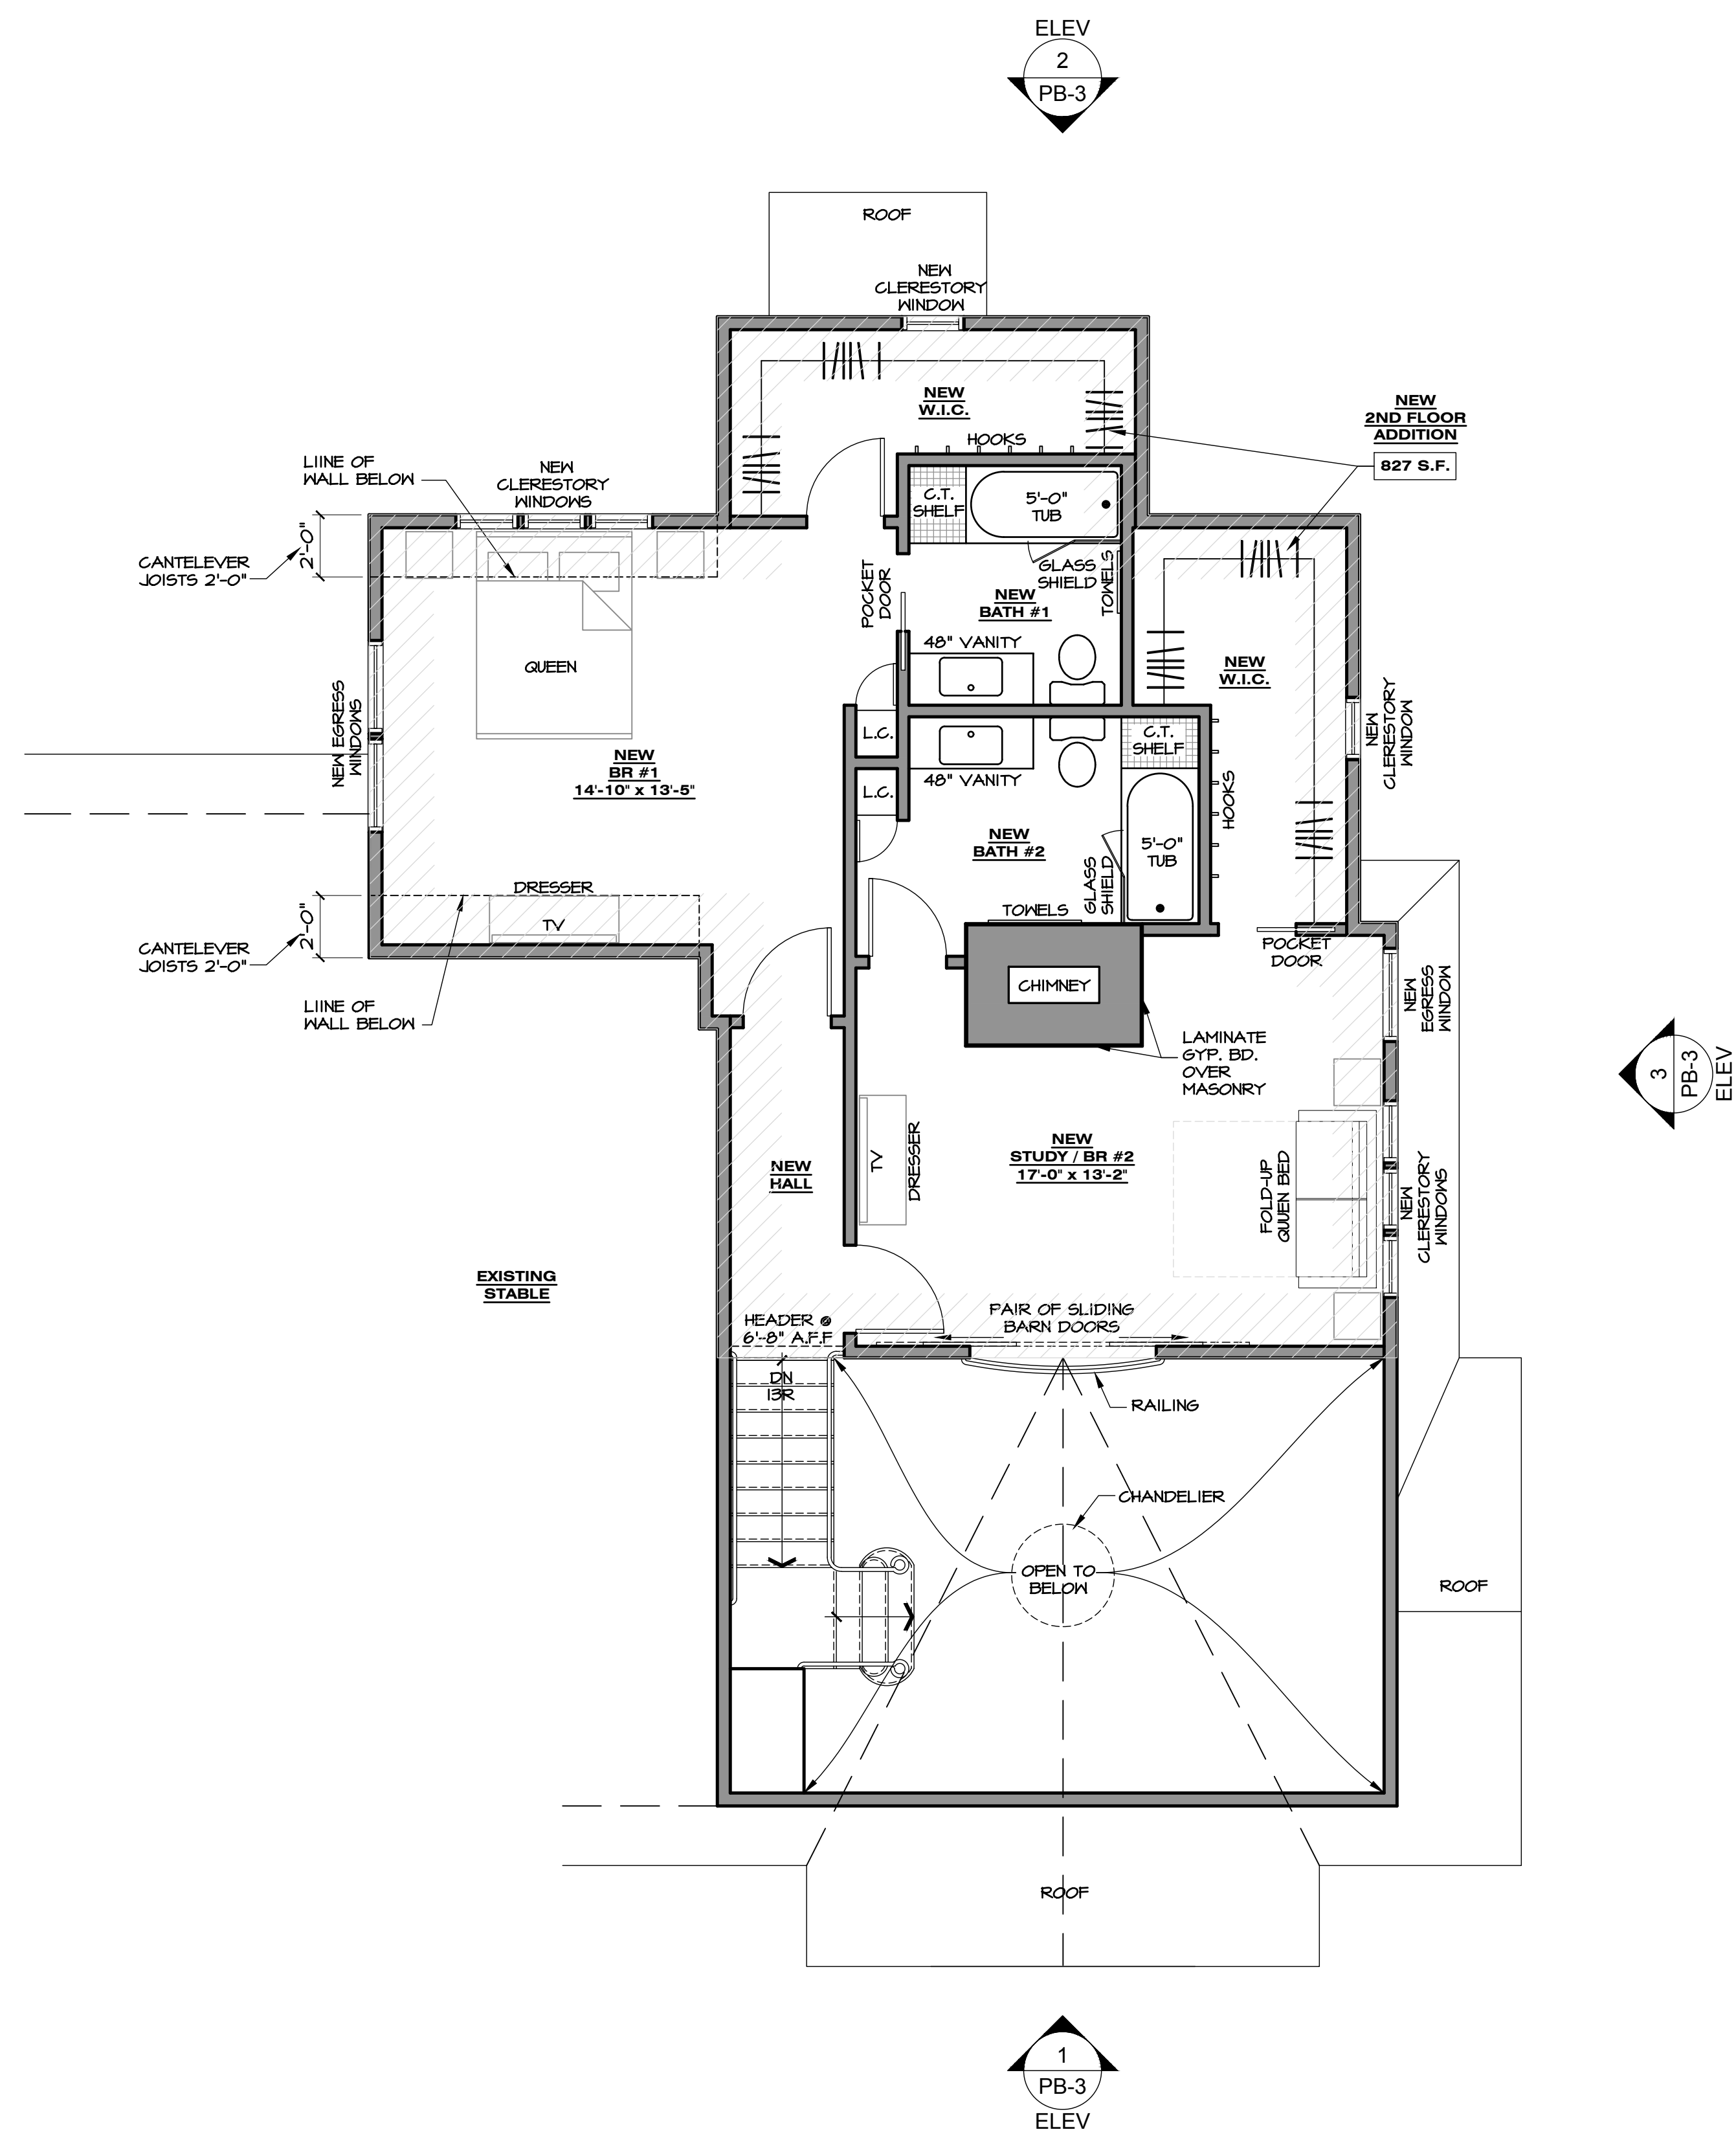 ELEV
2
PB-3
ROOF
NEW
CLERESTORY
WINDOW
NEW
W.I.C.
HOOKS
NEW
2ND FLOOR
ADDITION
827 S.F.
LIINE OF
WALL BELOW
NEW
CLERESTORY
WINDOWS
2'-0"
CANTELEVER
JOISTS 2'-0"
C.T.
SHELF
5'-0"
TUB
GLASS
SHIELD
TOWELS
POCKET
DOOR
NEW
BATH #1
48" VANITY
QUEEN
NEW EGRESS
WINDOWS
NEW
W.I.C.
NEW
CLERESTORY
WINDOW
L.C.
C.T.
SHELF
NEW
BR #1
14'-10" x 13'-5"
L.C.
48" VANITY
HOOKS
NEW
BATH #2
5'-0"
TUB
GLASS
SHIELD
DRESSER
TV
2'-0"
CANTELEVER
JOISTS 2'-0"
TOWELS
POCKET
DOOR
LIINE OF
WALL BELOW
CHIMNEY
NEW
EGRESS
WINDOW
LAMINATE
GYP. BD.
OVER
MASONRY
3
PB-3
ELEV
NEW
HALL
TV
DRESSER
NEW
STUDY / BR #2
17'-0" x 13'-2"
FOLD-UP
QUUEN BED
NEW
CLERESTORY
WINDOWS
EXISTING
STABLE
HEADER @
6'-8" A.F.F
PAIR OF SLIDING
BARN DOORS
DN
13R
RAILING
CHANDELIER
OPEN TO
BELOW
ROOF
ROOF
1
PB-3
ELEV